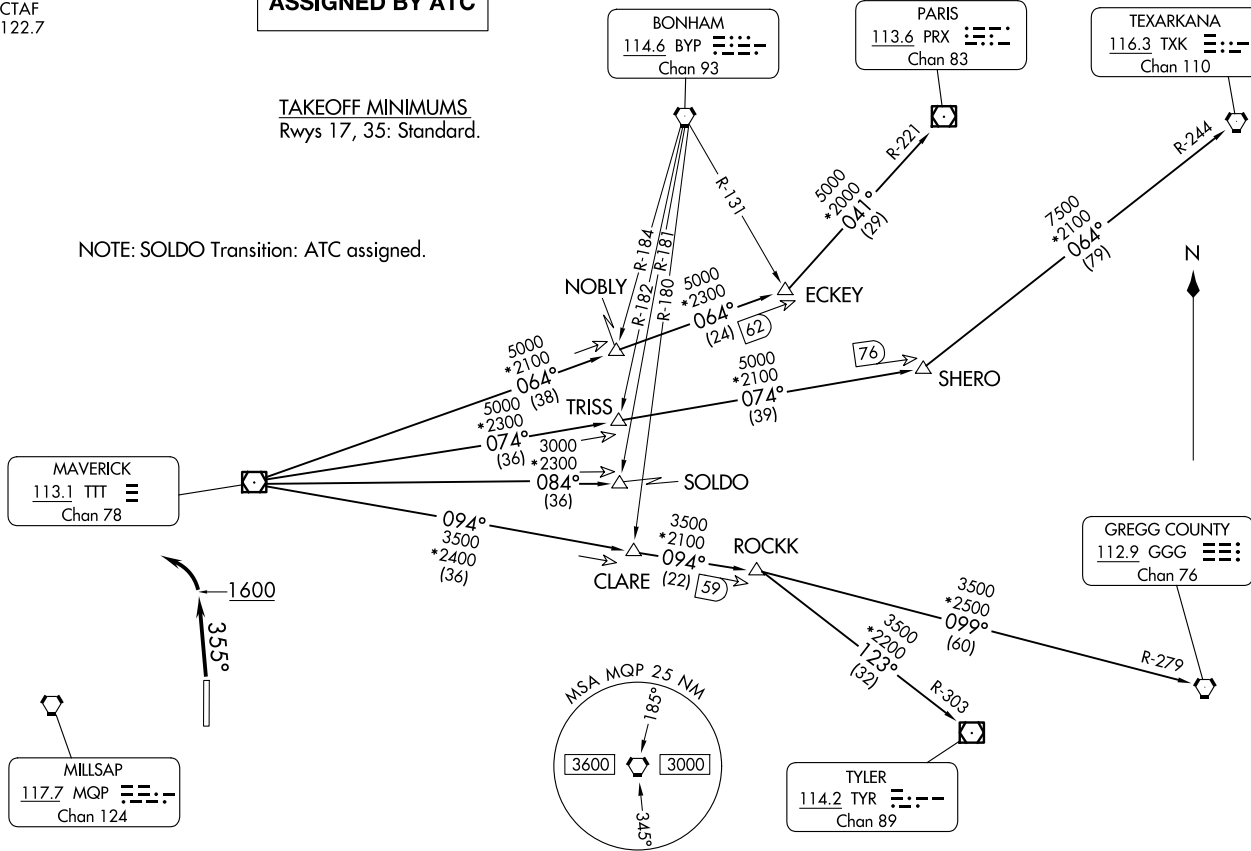 CTAF
122.7
ASSIGNED BY ATC
TAKEOFF MINIMUMS
Rwys 17, 35: Standard.
NOTE: SOLDO Transition: ATC assigned.
BONHAM
114.6 BYP
Chan 93
PARIS
113.6 PRX
Chan 83
TEXARKANA
116.3 TXK
Chan 110
R-221
R-244
R-131
R-184
R-181
R-182
R-180
5000
*2000
041°
(29)
7500
*2100
064°
(79)
N
NOBLY
ECKEY
5000
*2300
064°
(24)
62
5000
*2100
064°
(38)
76
SHERO
5000
*2100
074°
(39)
TRISS
5000
*2300
074°
(36)
3000
*2300
084°
(36)
SOLDO
MAVERICK
113.1 TTT
Chan 78
094°
3500
*2400
(36)
CLARE
3500
*2100
094°
(22)
59
ROCKK
GREGG COUNTY
112.9 GGG
Chan 76
3500
*2500
099°
(60)
R-279
3500
*2200
123°
(32)
R-303
1600
355°
MILLSAP
117.7 MQP
Chan 124
MSA MQP 25 NM
185°
3600
3000
345°
TYLER
114.2 TYR
Chan 89